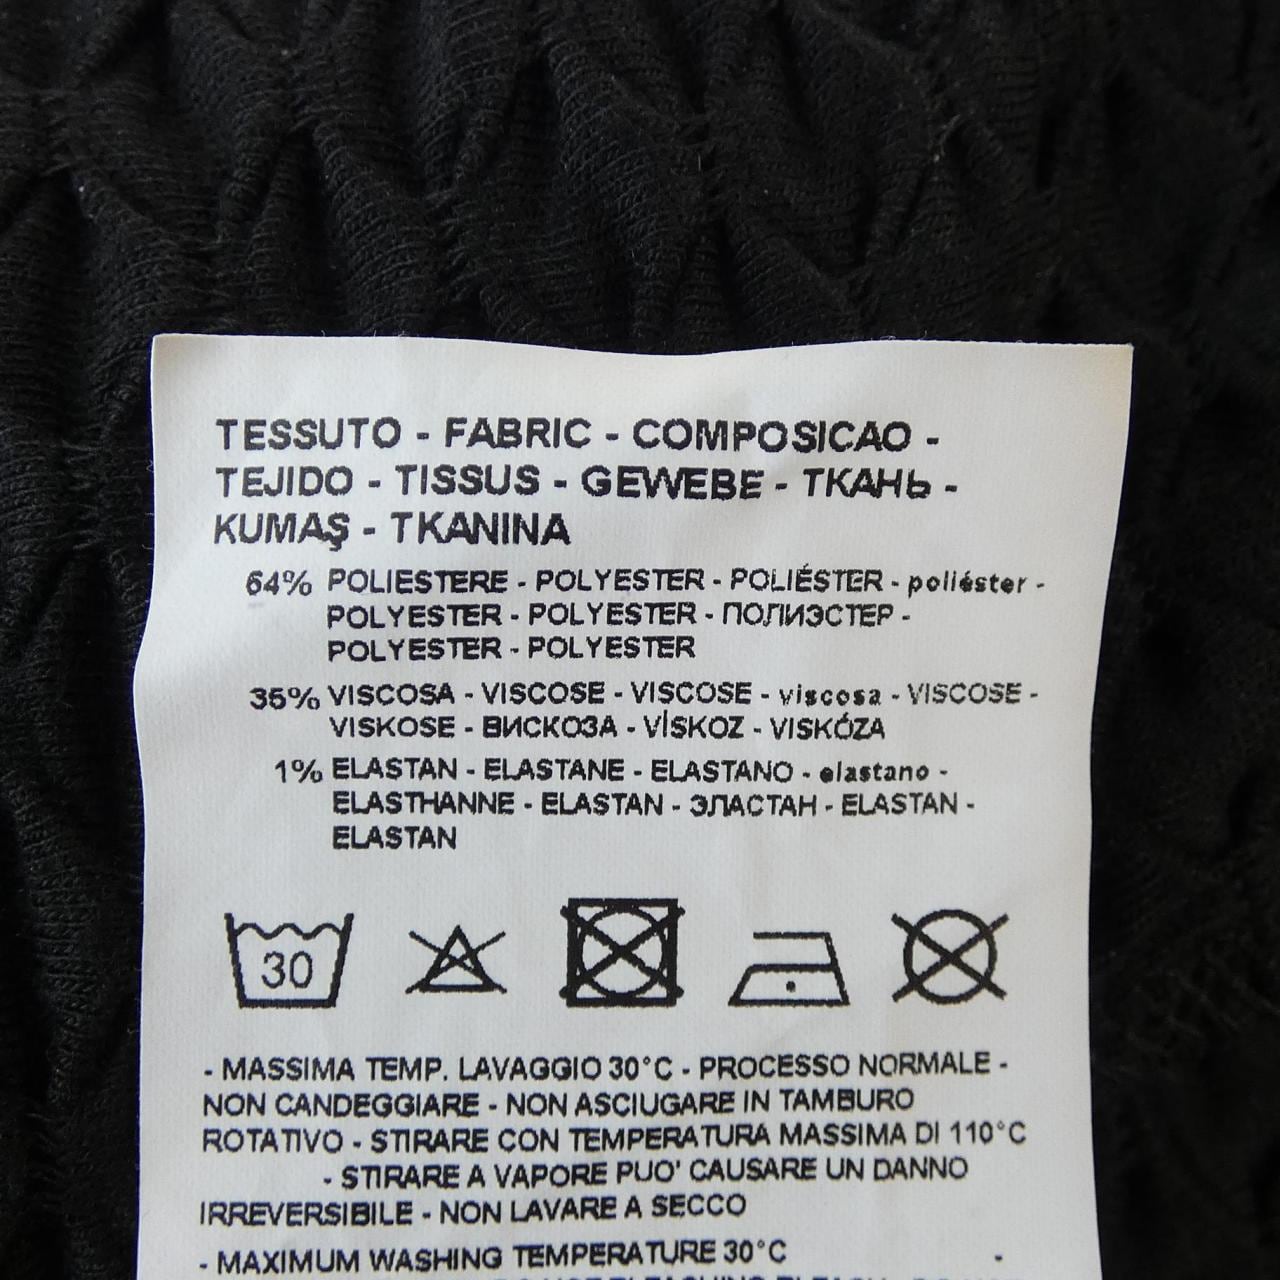 TESSUTO - FABRIC - COMPOSICAO -
TEJIDO - TISSUS - GEWEBE - ТКАНЬ -
KUMAŞ - TKANINA
64% POLIESTERE - POLYESTER - POLIÉSTER - poliéster -
POLYESTER - POLYESTER - ПОЛИЭСТЕР -
POLYESTER - POLYESTER
35% VISCOSA - VISCOSE - VISCOSE - viscosa - VISCOSE -
VISKOSE - ВИСКОЗА - VİSKOZ - VISKÓZA
1% ELASTAN - ELASTANE - ELASTANO - elastano -
ELASTHANNE - ELASTAN - ЭЛАСТАН - ELASTAN -
ELASTAN
30
- MASSIMA TEMP. LAVAGGIO 30°C - PROCESSO NORMALE -
NON CANDEGGIARE - NON ASCIUGARE IN TAMBURO
ROTATIVO - STIRARE CON TEMPERATURA MASSIMA DI 110°C
- STIRARE A VAPORE PUO' CAUSARE UN DANNO
IRREVERSIBILE - NON LAVARE A SECCO
- MAXIMUM WASHING TEMPERATURE 30°C -